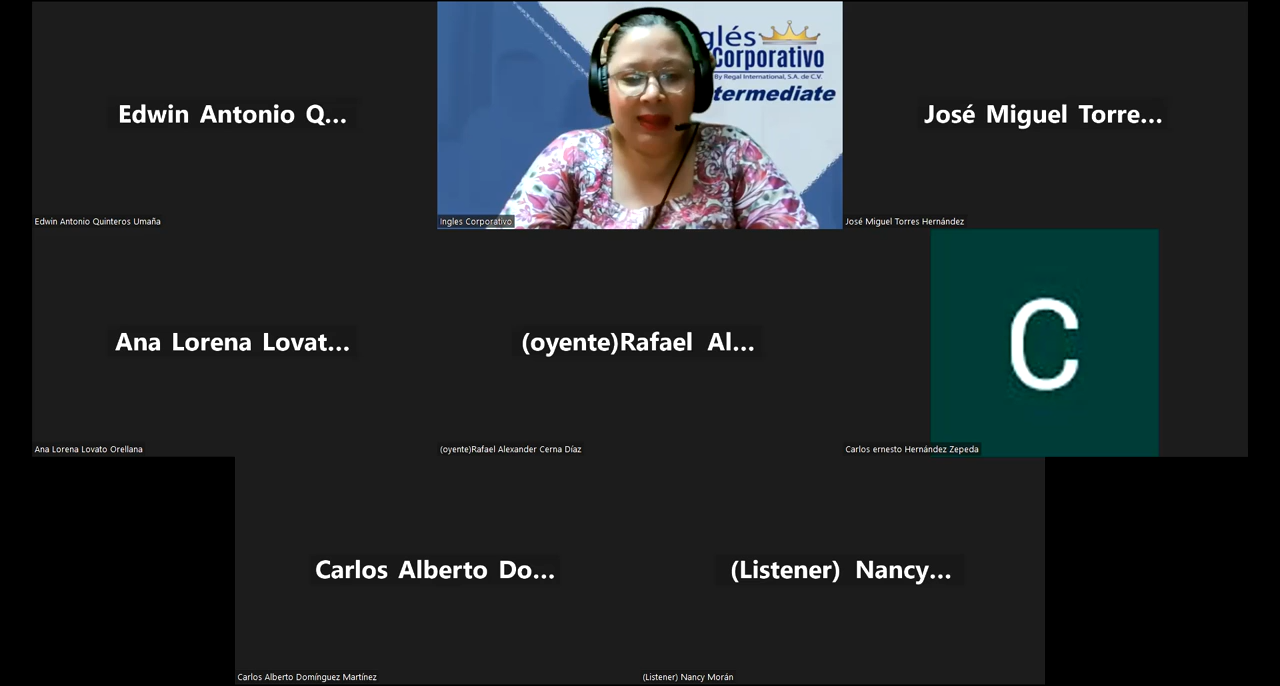 Edwin Antonio Q...
Edwin Antonio Quinteros Umaña
glés
Corporativo
By Regal International, S.A. de C.V.
termediate
Ingles Corporativo
José Miguel Torre...
José Miguel Torres Hernández
Ana Lorena Lovat...
Ana Lorena Lovato Orellana
(oyente)Rafael Al...
(oyente)Rafael Alexander Cerna Díaz
C
Carlos ernesto Hernández Zepeda
Carlos Alberto Do...
Carlos Alberto Domínguez Martínez
(Listener) Nancy...
(Listener) Nancy Morán